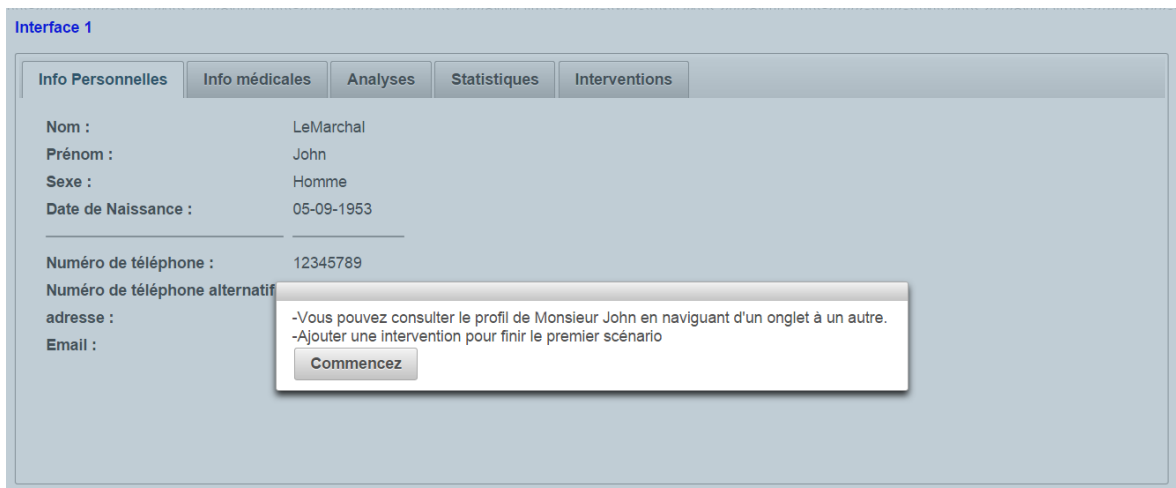 Interface 1
Info Personnelles Info médicales Analyses Statistiques Interventions
Nom : LeMarchal
Prénom : John
Sexe : Homme
Date de Naissance : 05-09-1953
Numéro de téléphone : 12345789
Numéro de téléphone alternatif
adresse :
Email :
-Vous pouvez consulter le profil de Monsieur John en naviguant d'un onglet à un autre.
-Ajouter une intervention pour finir le premier scénario
Commencez